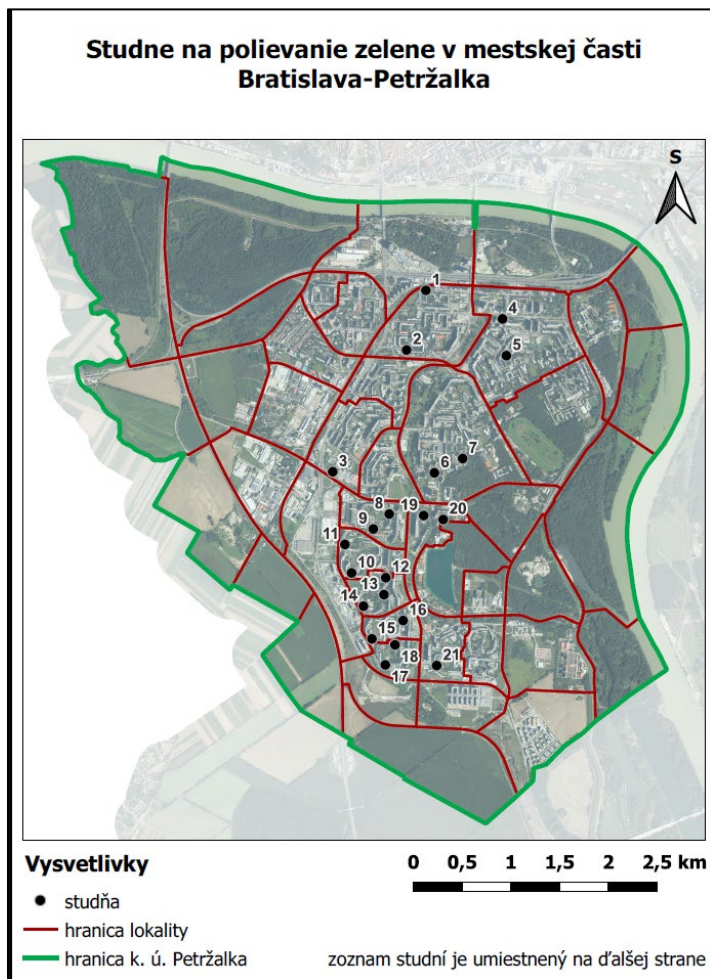 Studne na polievanie zelene v mestskej časti
Bratislava-Petržalka
S
1
4
2
5
7
3
6
8
19
20
9
11
10
12
13
14
16
15
18
21
17
Vysvetlivky
0 0,5 1 1,5 2 2,5 km
studňa
hranica lokality
hranica k. ú. Petržalka
zoznam studní je umiestnený na ďalšej strane